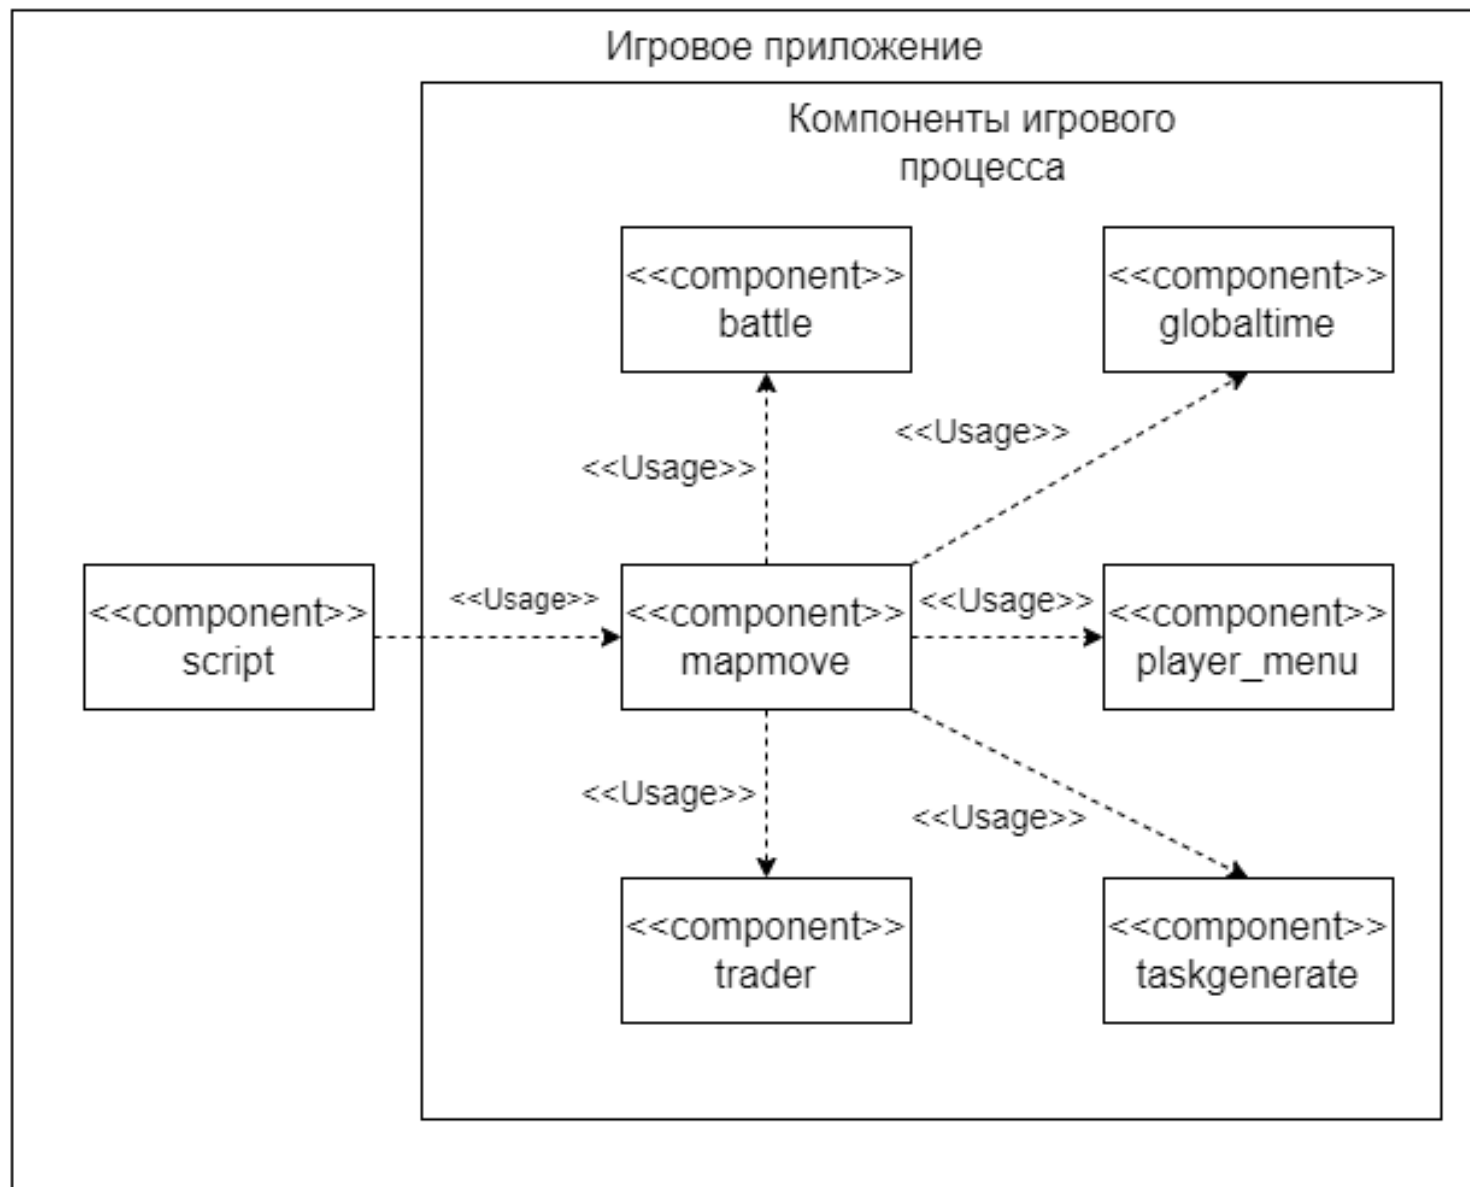 Игровое приложение
Компоненты игрового
процесса
<<component>>
battle
<<component>>
globaltime
<<Usage>>
<<Usage>>
<<component>>
script
<<Usage>>
<<component>>
mapmove
<<Usage>>
<<component>>
player_menu
<<Usage>>
<<Usage>>
<<component>>
trader
<<component>>
taskgenerate